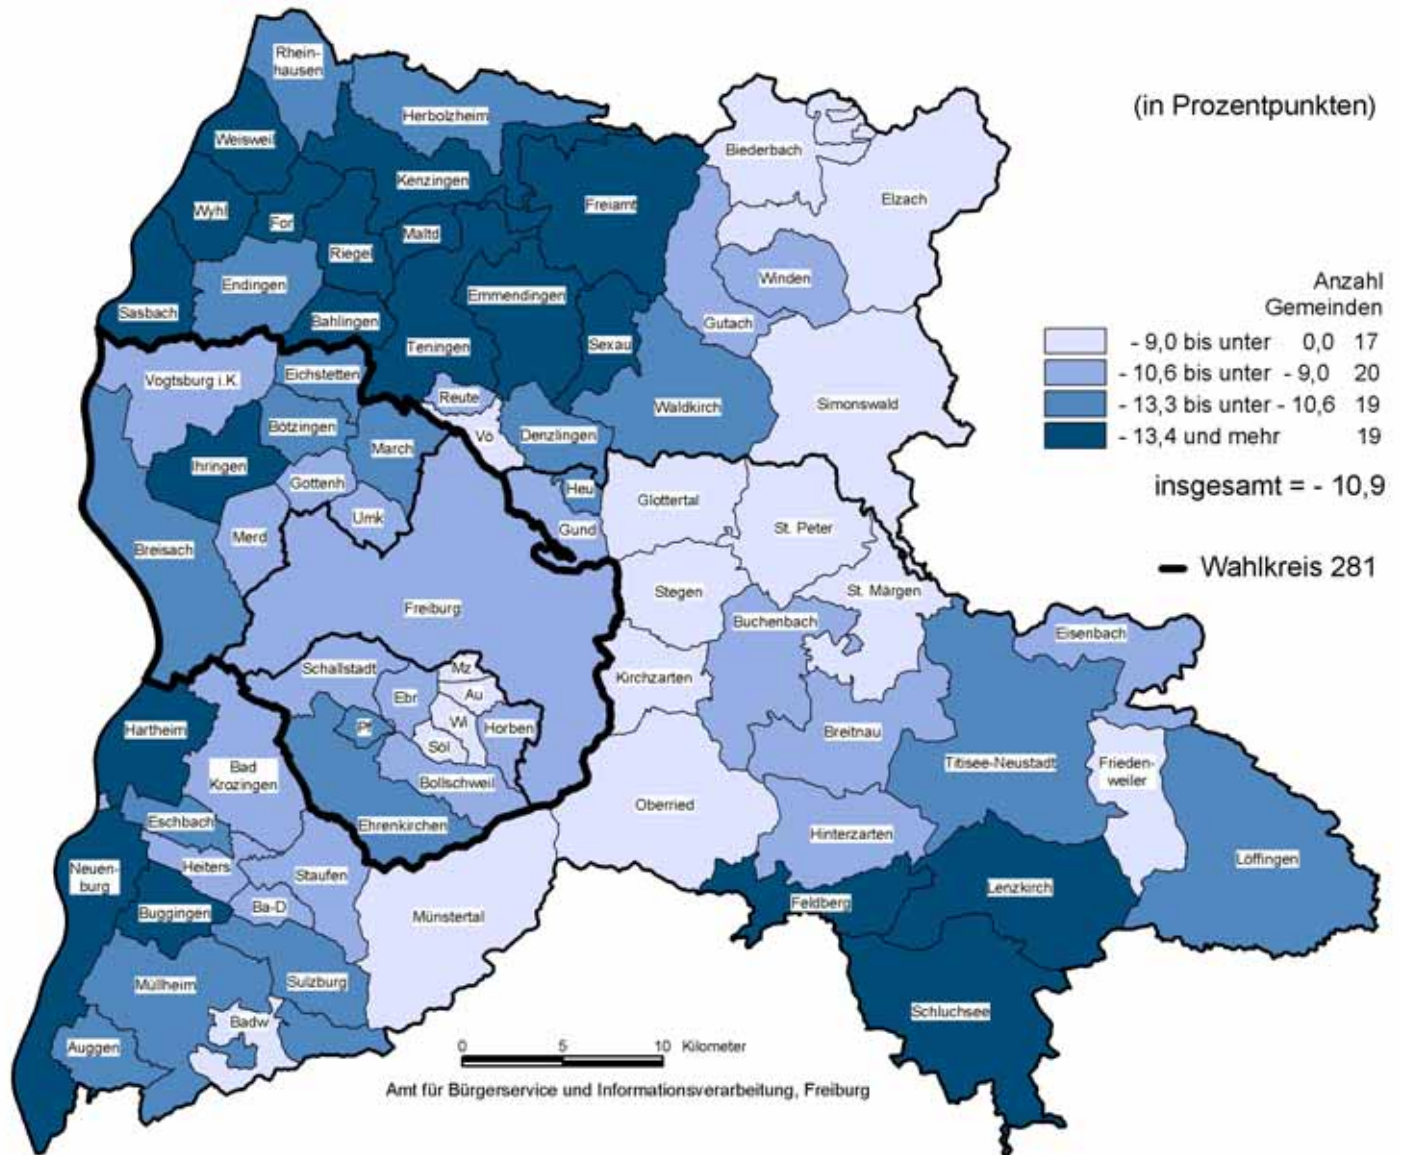 Rhein-
hausen
(in Prozentpunkten)
Herbolzheim
Weisweil
Biederbach
Kenzingen
Elzach
Freiamt
Wyhl
For
Maltd
Riegel
Winden
Endingen
Emmendingen
Anzahl
Gemeinden
Sasbach
Bahlingen
Gutach
Teningen
Sexau
- 9,0 bis unter 0,0 17
Vogtsburg i.K.
Eichstetten
- 10,6 bis unter - 9,0 20
Reute
Waldkirch
Simonswald
- 13,3 bis unter - 10,6 19
Bötzingen
Vö
Denzlingen
- 13,4 und mehr 19
March
Ihringen
Gottenh
Heu
insgesamt = - 10,9
Glottertal
Umk
Gund
St. Peter
Merd
Breisach
Wahlkreis 281
Stegen
St. Märgen
Freiburg
Buchenbach
Eisenbach
Schallstadt
Mz
Kirchzarten
Ebr
Au
Hartheim
Pf
Wi
Horben
Breitnau
Söl
Bad
Krozingen
Titisee-Neustadt
Frieden-
weiler
Bollschweil
Oberried
Eschbach
Ehrenkirchen
Hinterzarten
Löffingen
Neuen-
burg
Heiters
Staufen
Lenzkirch
Buggingen
Ba-D
Münstertal
Feldberg
Müllheim
Sulzburg
Schluchsee
Badw
Auggen
0 5 10 Kilometer
Amt für Bürgerservice und Informationsverarbeitung, Freiburg